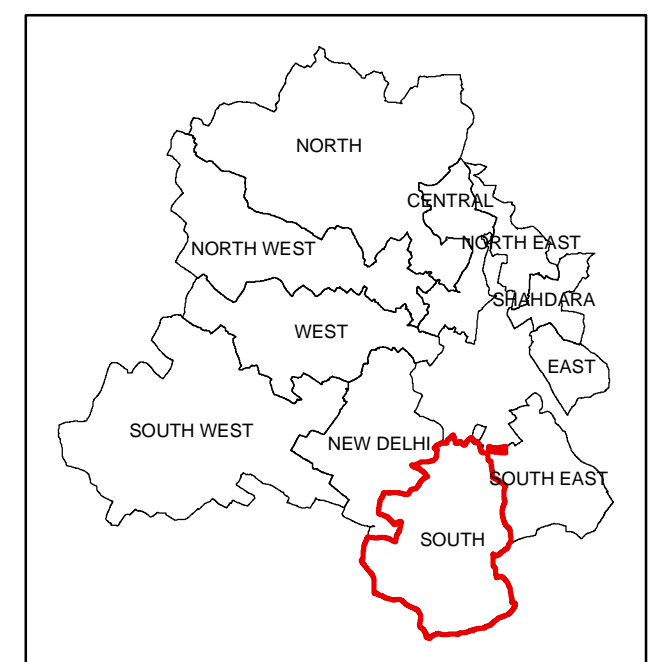 NORTH
CENTRAL
NORTH WEST
NORTH EAST
SHAHDARA
WEST
EAST
SOUTH WEST
NEW DELHI
SOUTH EAST
SOUTH